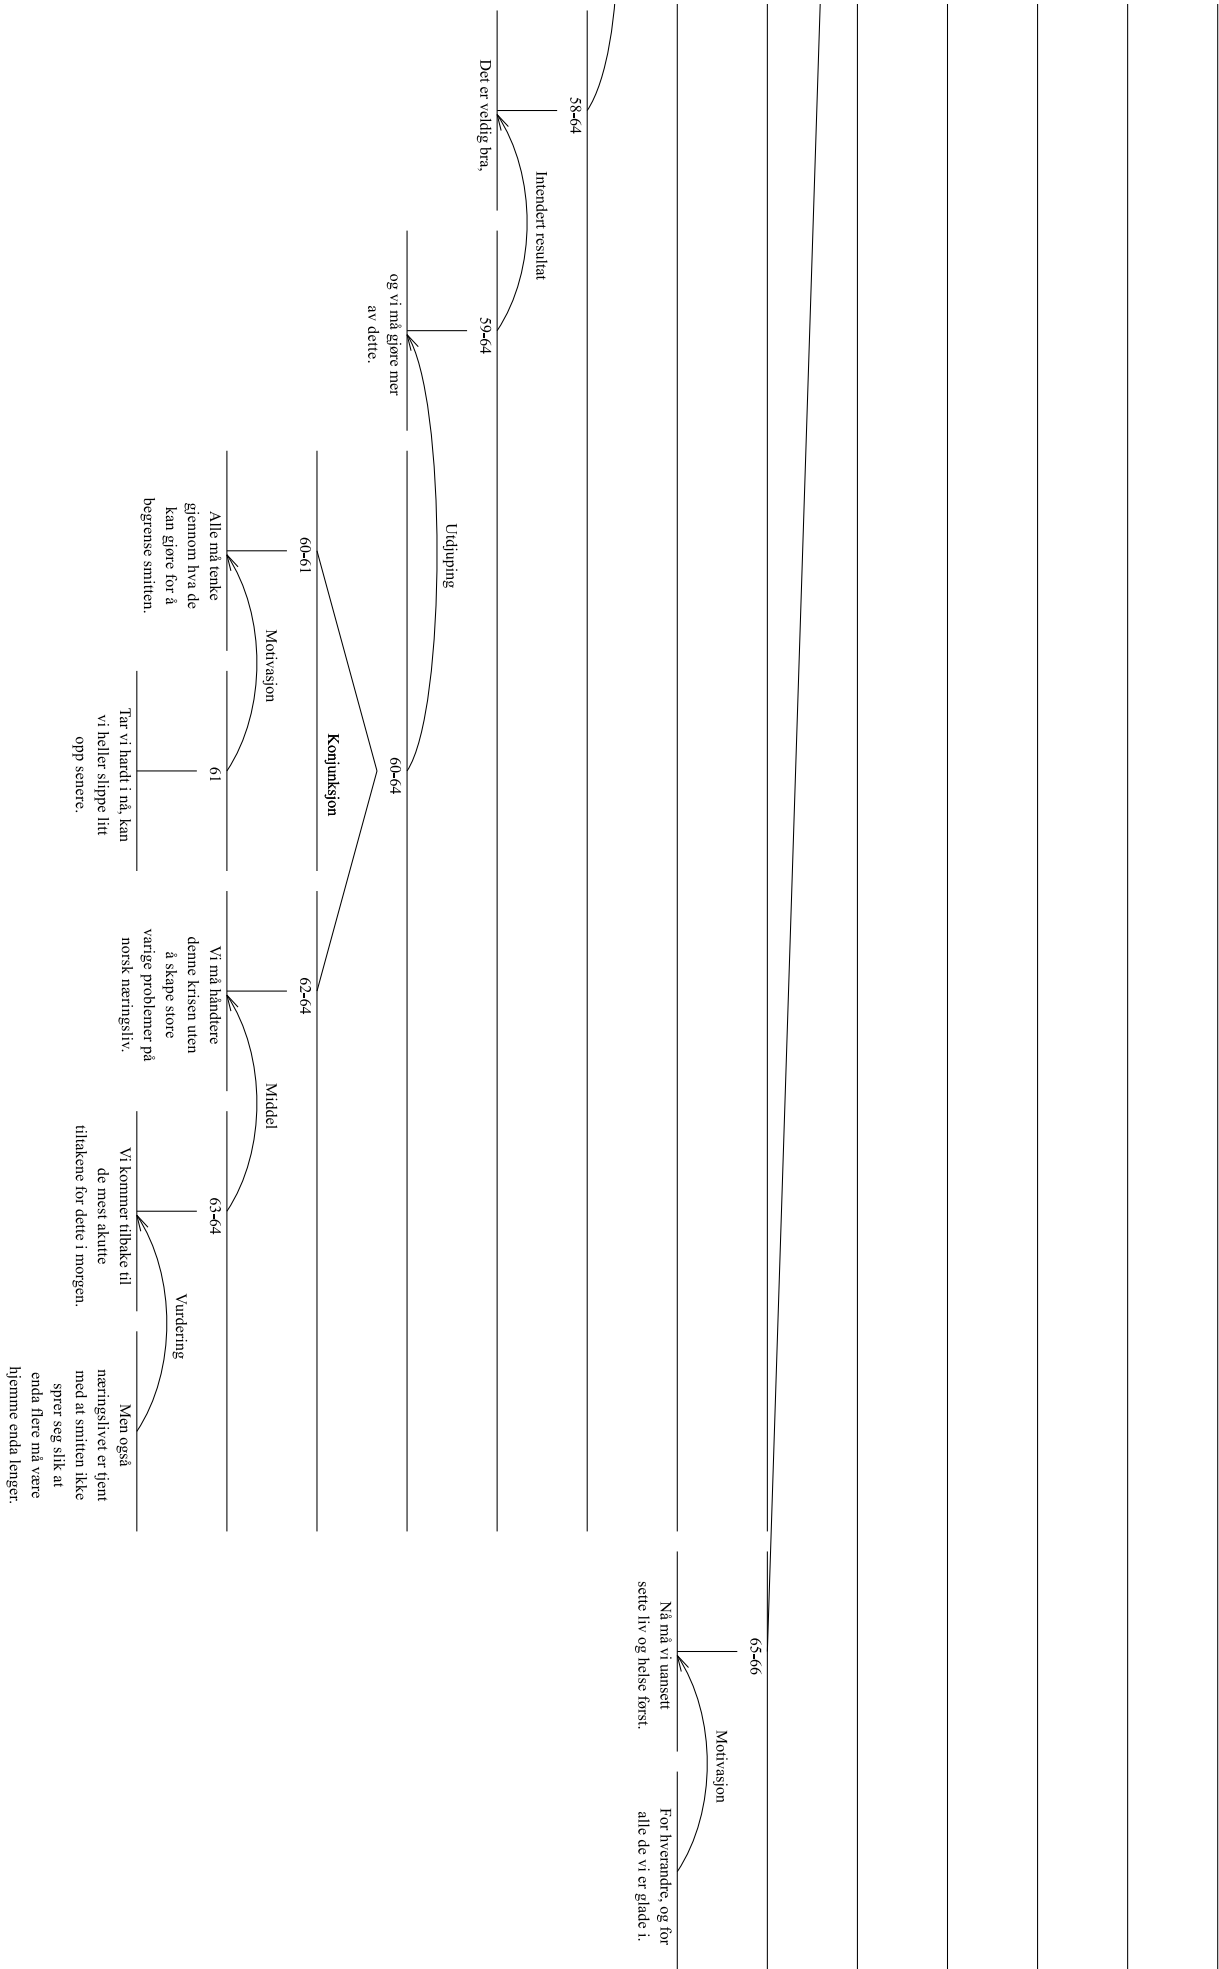 58-64
Det er veldig bra,
Intendert resultat
59-64
og vi må gjøre mer
av dette.
Utdjuping
60-64
Konjunksjon
60-61
Alle må tenke
gjennom hva de
kan gjøre for å
begrense smitten.
Motivasjon
61
Tar vi hardt i nå, kan
vi heller slippe litt
opp senere.
62-64
Vi må håndtere
denne krisen uten
å skape store
varige problemer på
norsk næringsliv.
Middel
63-64
Vi kommer tilbake til
de mest akutte
tiltakene for dette i morgen.
Vurdering
Men også
næringslivet er tjent
med at smitten ikke
sprer seg slik at
enda flere må være
hjemme enda lenger.
65-66
Nå må vi uansett
sette liv og helse først.
Motivasjon
For hverandre, og for
alle de vi er glade i.